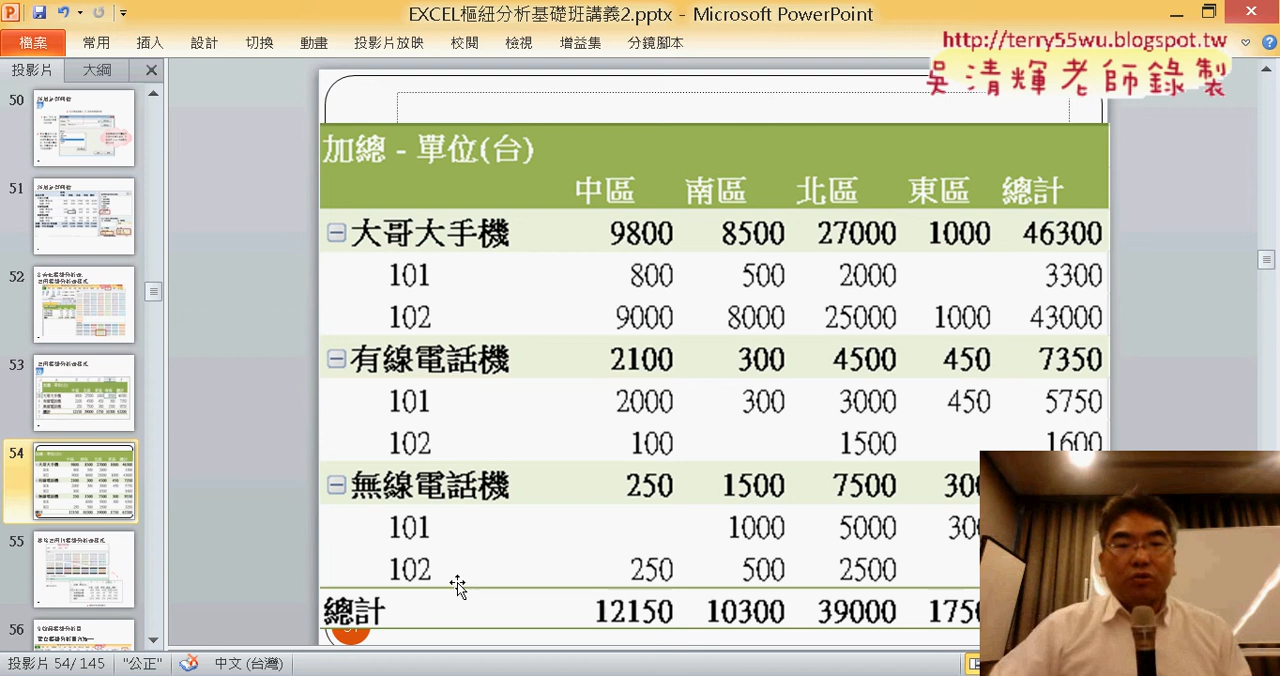 EXCEL樞紐分析基礎班講義2.pptx - Microsoft PowerPoint
檔案 常用 插入 設計 切換 動畫 投影片放映 校閱 檢視 增益集 分鏡腳本
http://terry55wu.blogspot.tw
吳清輝老師錄製
投影片 大綱
50
51
52
53
54
55
56
加總 - 單位(台)
中區 南區 北區 東區 總計
大哥大手機 9800 8500 27000 1000 46300
101 800 500 2000 3300
102 9000 8000 25000 1000 43000
有線電話機 2100 300 4500 450 7350
101 2000 300 3000 450 5750
102 100 1500 1600
無線電話機 250 1500 7500 300
101 1000 5000 300
102 250 500 2500
總計 12150 10300 39000 1750
投影片 54/ 145 "公正" 中文 (台灣)